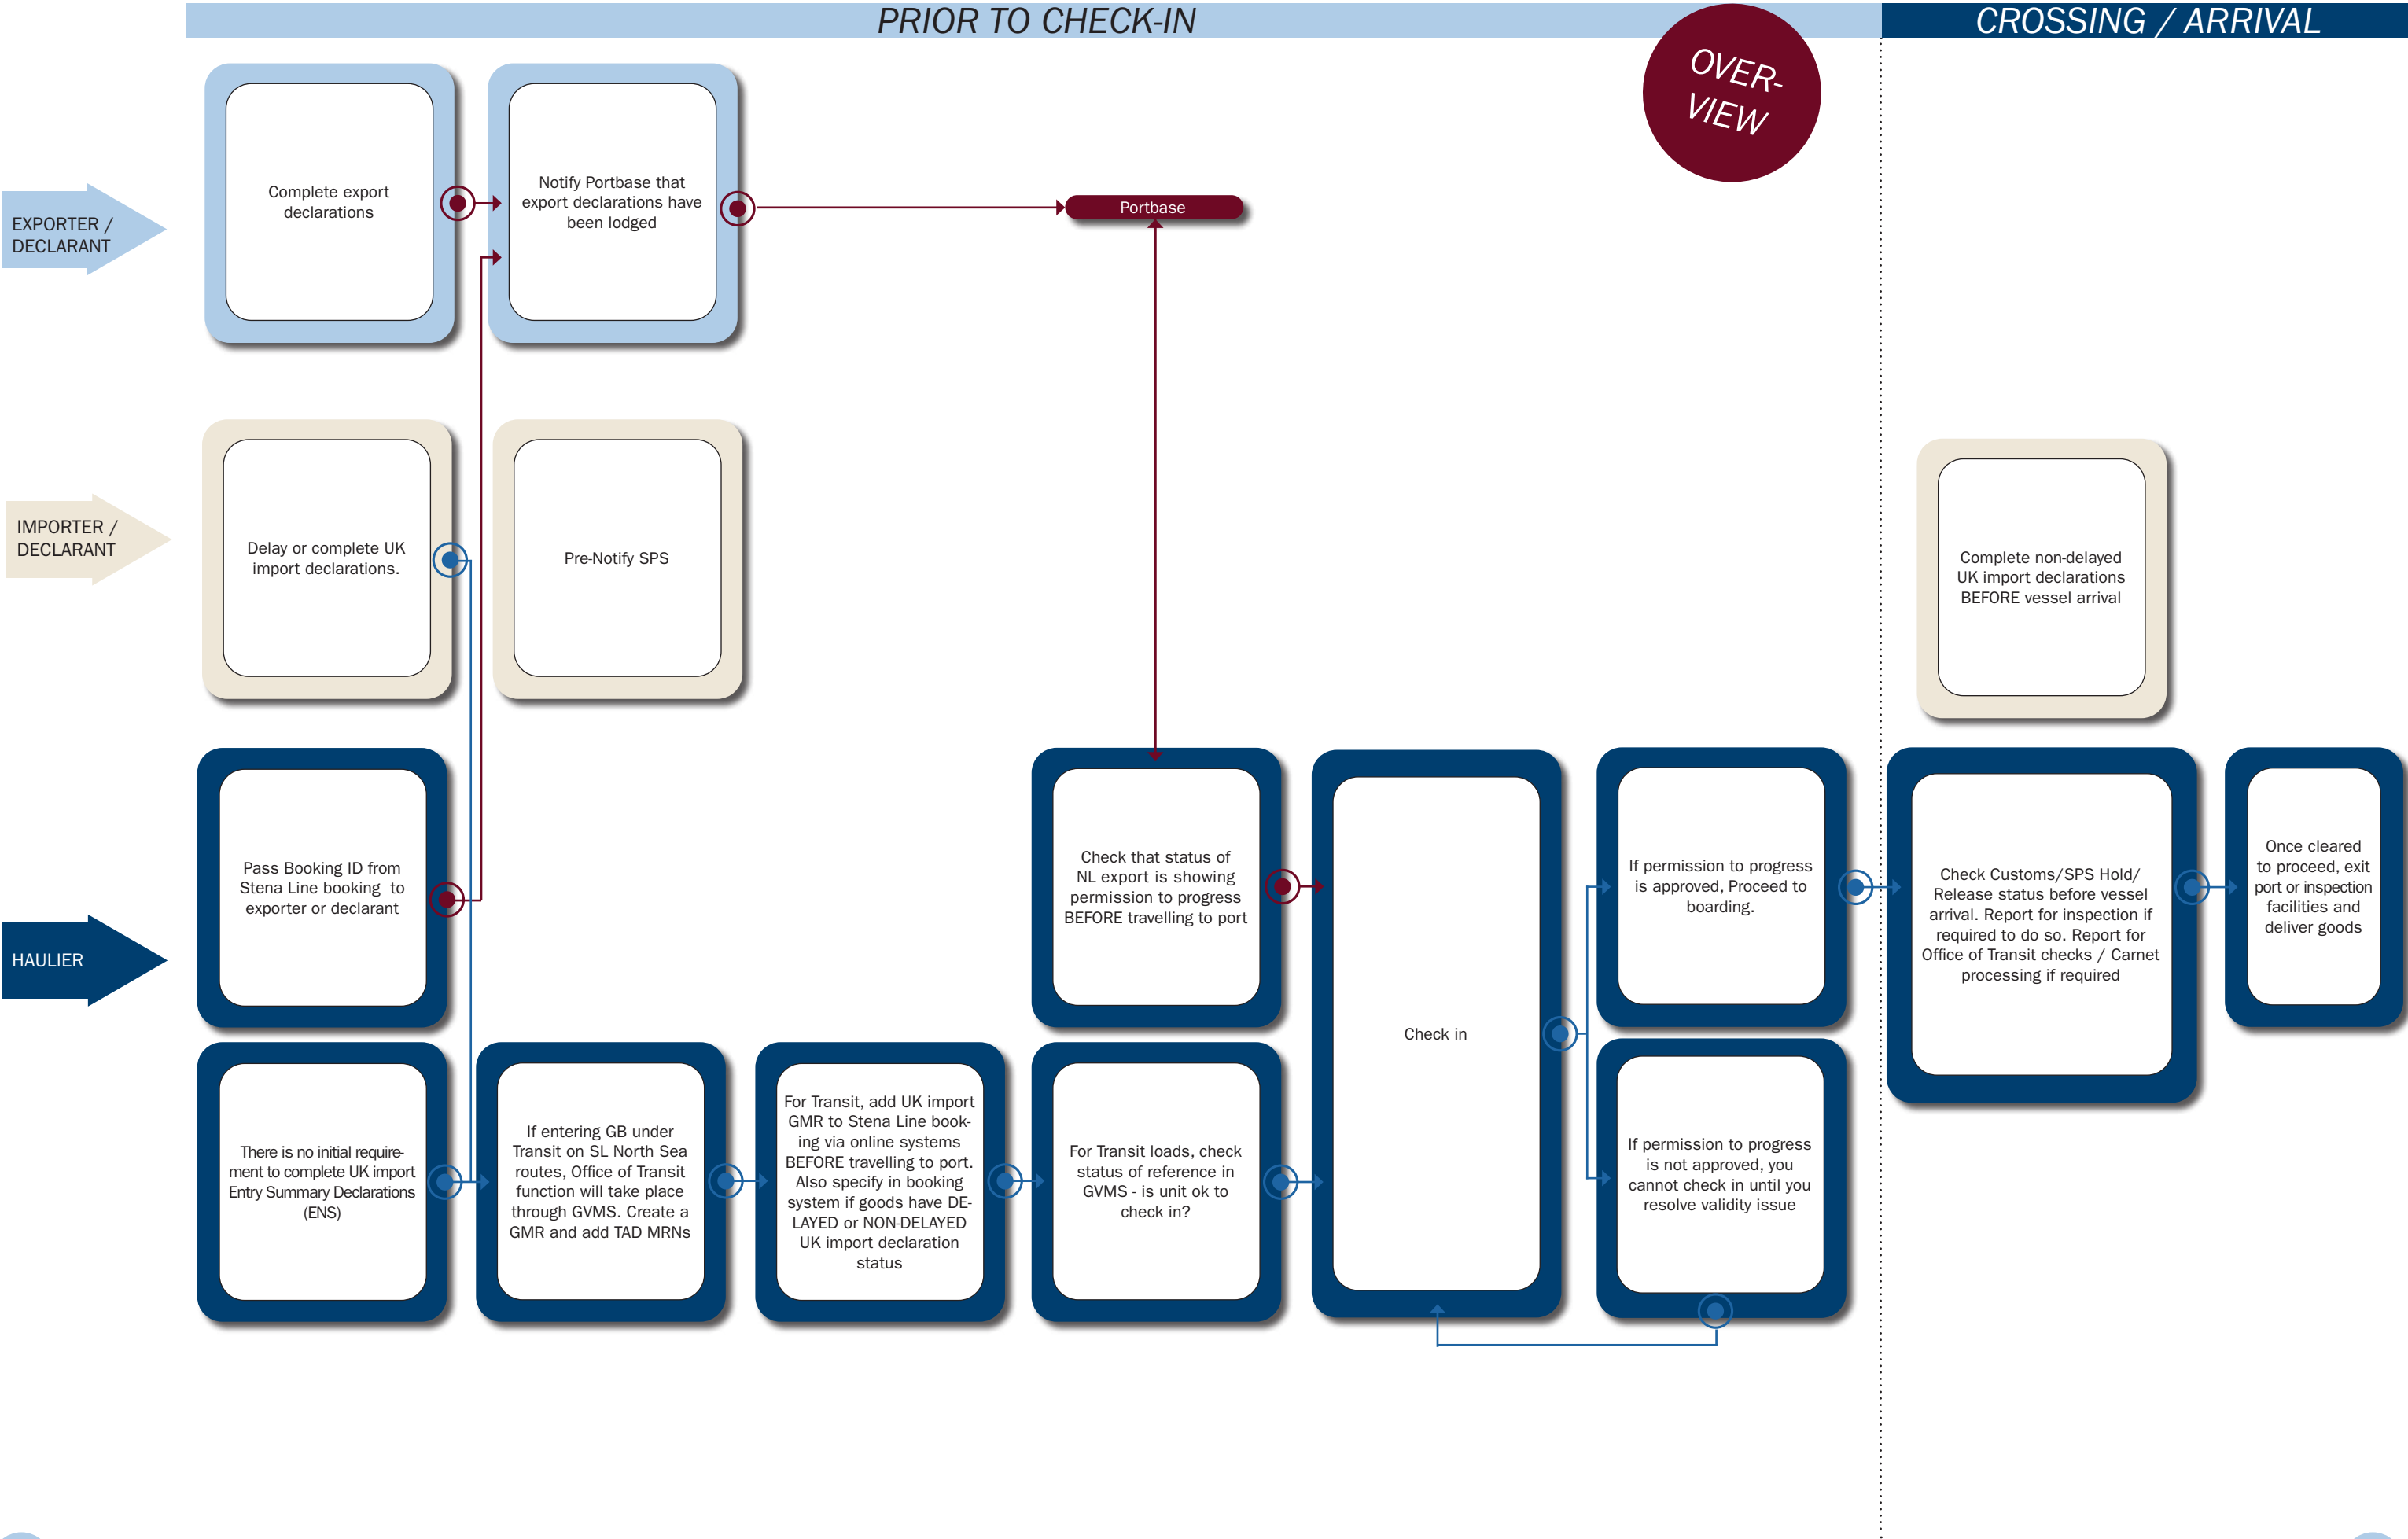 PRIOR TO CHECK-IN
CROSSING / ARRIVAL
OVER-
VIEW
EXPORTER /
DECLARANT
Complete export
declarations
Notify Portbase that
export declarations have
been lodged
Portbase
IMPORTER /
DECLARANT
Delay or complete UK
import declarations.
Pre-Notify SPS
Complete non-delayed
UK import declarations
BEFORE vessel arrival
HAULIER
Pass Booking ID from
Stena Line booking to
exporter or declarant
Check that status of
NL export is showing
permission to progress
BEFORE travelling to port
Check in
If permission to progress
is approved, Proceed to
boarding.
Check Customs/SPS Hold/
Release status before vessel
arrival. Report for inspection if
required to do so. Report for
Office of Transit checks / Carnet
processing if required
Once cleared
to proceed, exit
port or inspection
facilities and
deliver goods
There is no initial require-
ment to complete UK import
Entry Summary Declarations
(ENS)
If entering GB under
Transit on SL North Sea
routes, Office of Transit
function will take place
through GVMS. Create a
GMR and add TAD MRNs
For Transit, add UK import
GMR to Stena Line book-
ing via online systems
BEFORE travelling to port.
Also specify in booking
system if goods have DE-
LAYED or NON-DELAYED
UK import declaration
status
For Transit loads, check
status of reference in
GVMS - is unit ok to
check in?
If permission to progress
is not approved, you
cannot check in until you
resolve validity issue